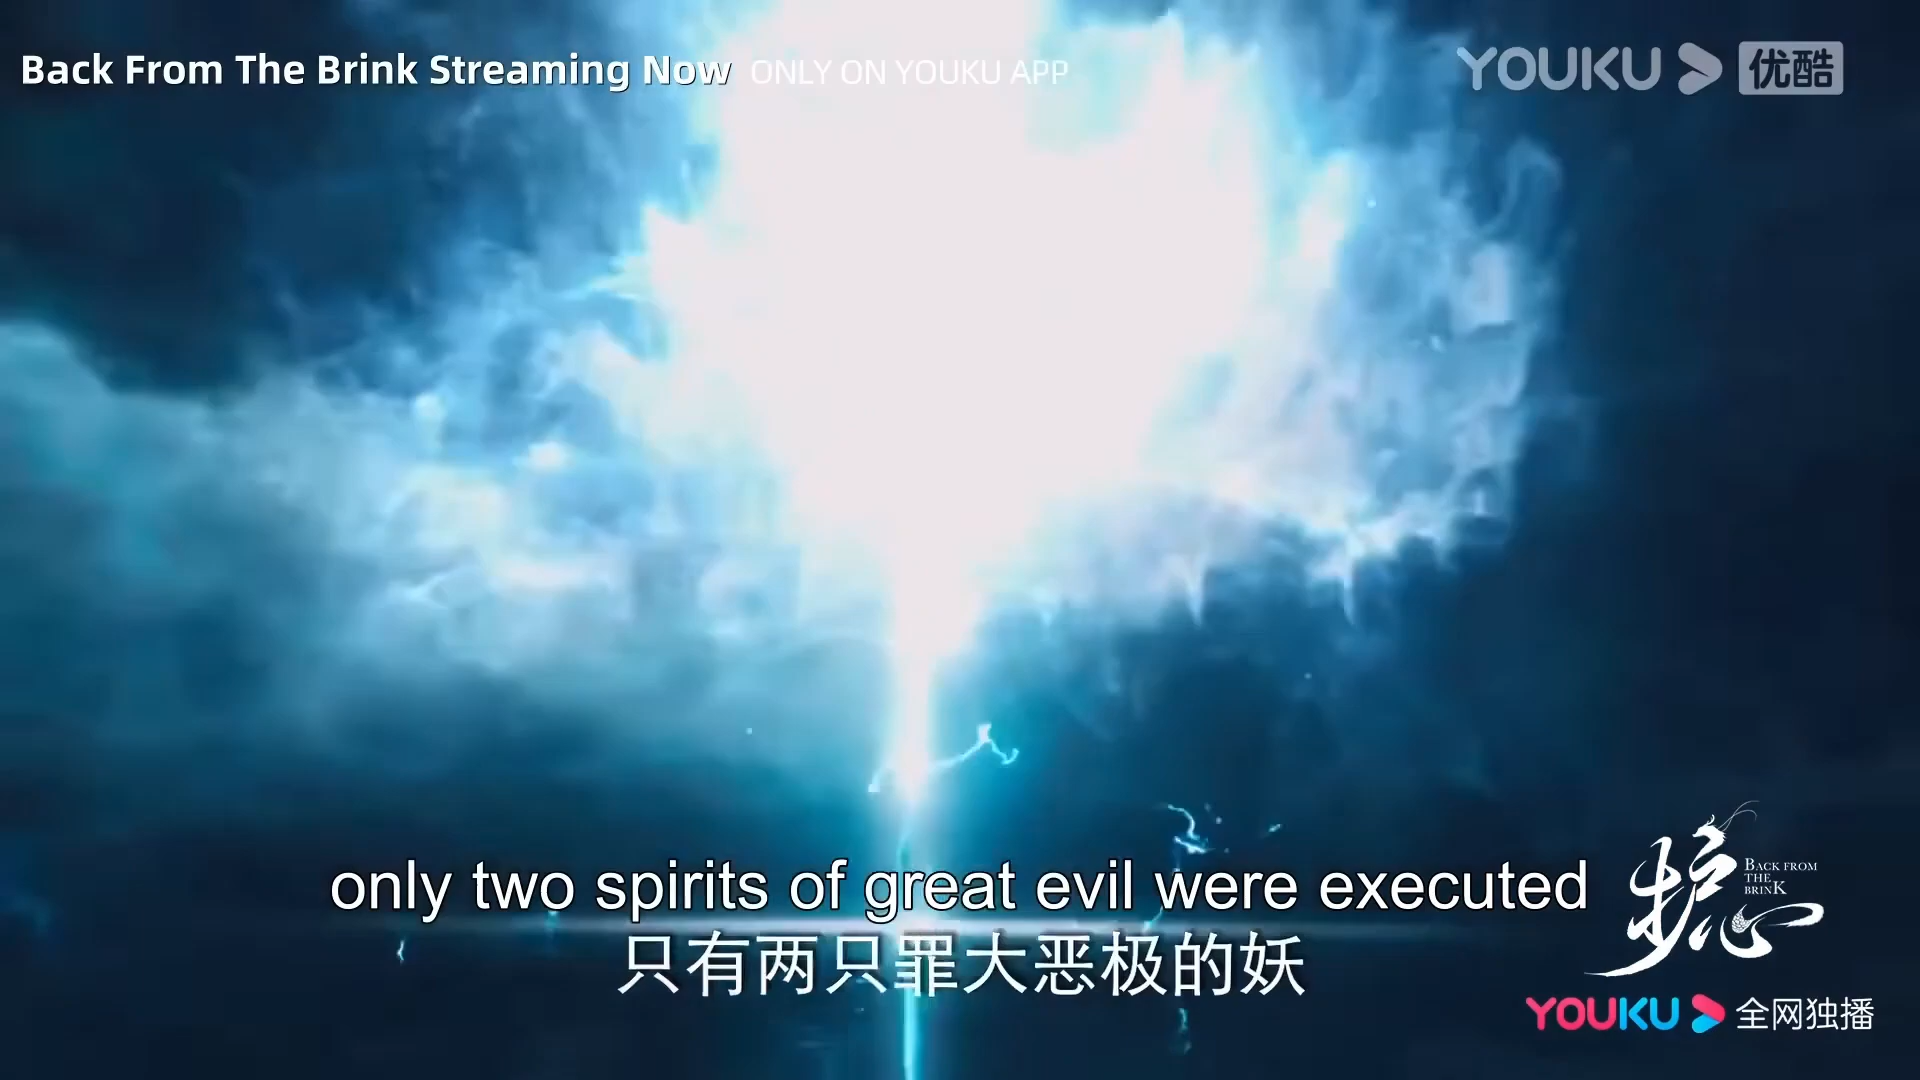 Back From The Brink Streaming Now ONLY ON YOUKU APP
YOUKU 优酷
only two spirits of great evil were executed
只有两只罪大恶极的妖
护心
BACK FROM
THE
BRINK
YOUKU 全网独播